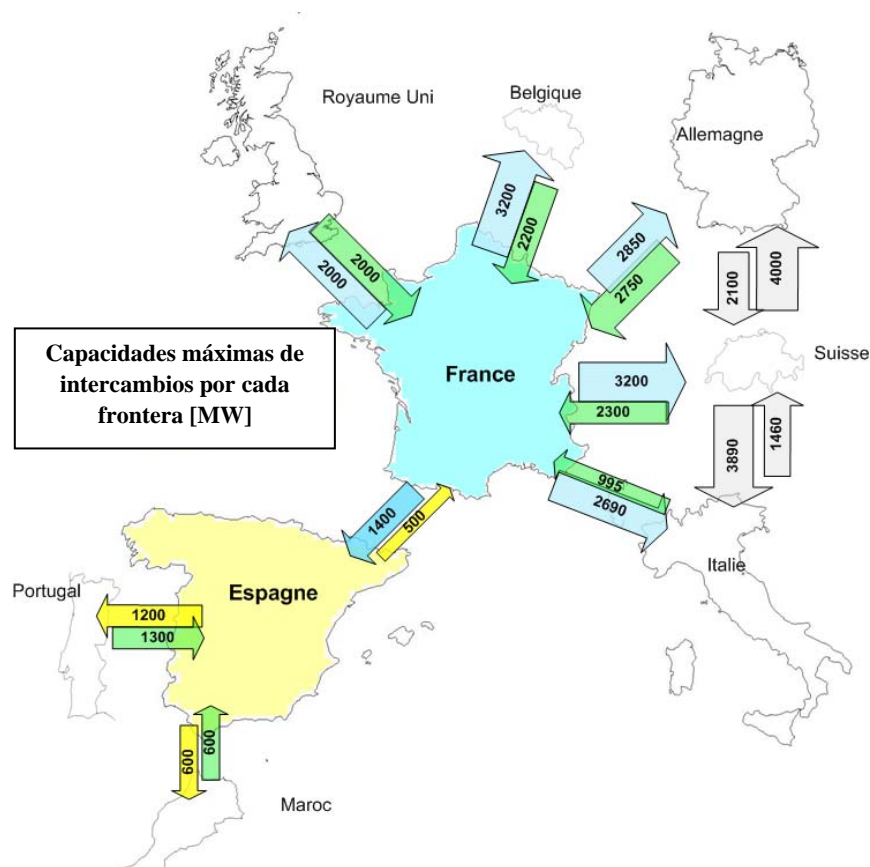 Royaume Uni
Belgique
Allemagne
3200
2200
2850
2750
2000
2000
2100
4000
Capacidades máximas de
intercambios por cada
frontera [MW]
France
Suisse
3200
2300
3890
1460
995
2690
1400
500
Italie
Portugal
Espagne
1200
1300
600
600
Maroc